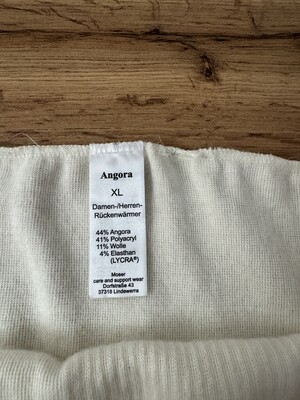 Angora
XL
Damen-/Herren-
Rückenwärmer
44% Angora
41% Polyacryl
11% Wolle
4% Elasthan
(LYCRA®)
Moser
care and support wear
Dorfstraße 43
37318 Lindewerra